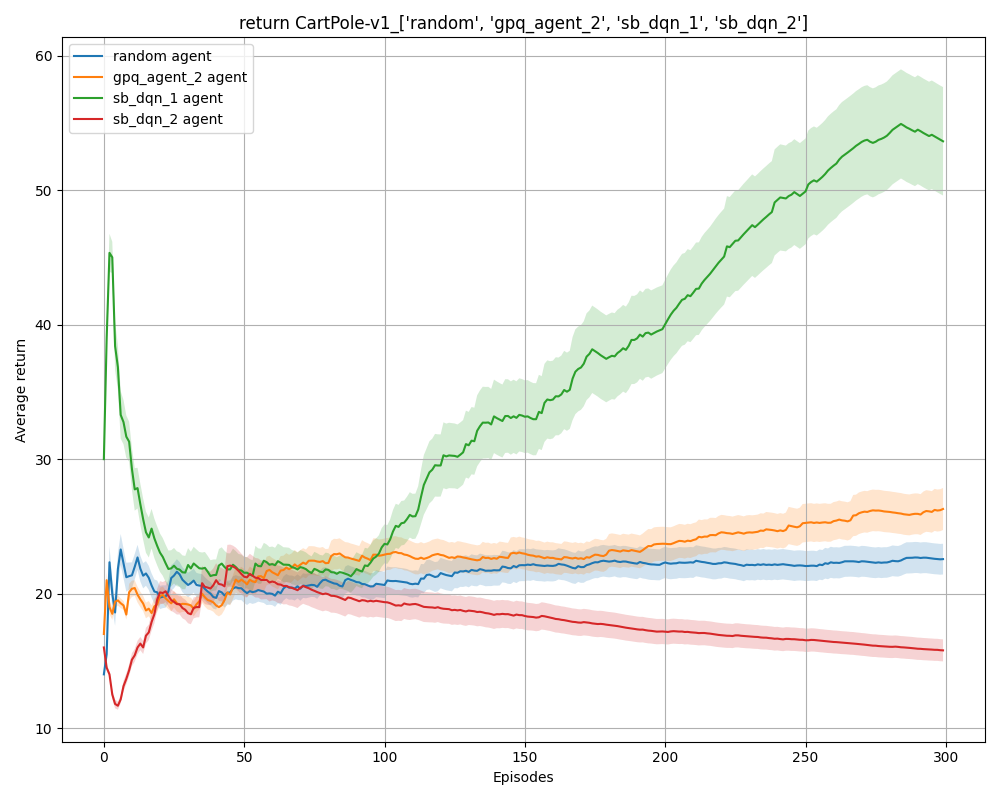 return CartPole-v1_['random', 'gpq_agent_2', 'sb_dqn_1', 'sb_dqn_2']
random agent
gpq_agent_2 agent
sb_dqn_1 agent
sb_dqn_2 agent
60
50
40
30
20
10
Average return
0
50
100
150
200
250
300
Episodes